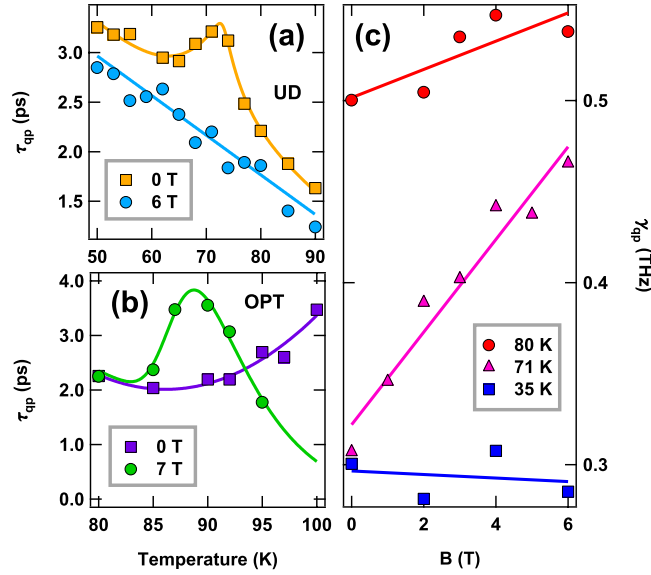 (a)
UD
τqp (ps)
3.5
3.0
2.5
2.0
1.5
0 T
6 T
50 60 70 80 90
(b)
OPT
τqp (ps)
4.0
3.0
2.0
1.0
0.0
0 T
7 T
80 85 90 95 100
Temperature (K)
(c)
γqp (THz)
0.5
0.4
0.3
80 K
71 K
35 K
0 2 4 6
B (T)